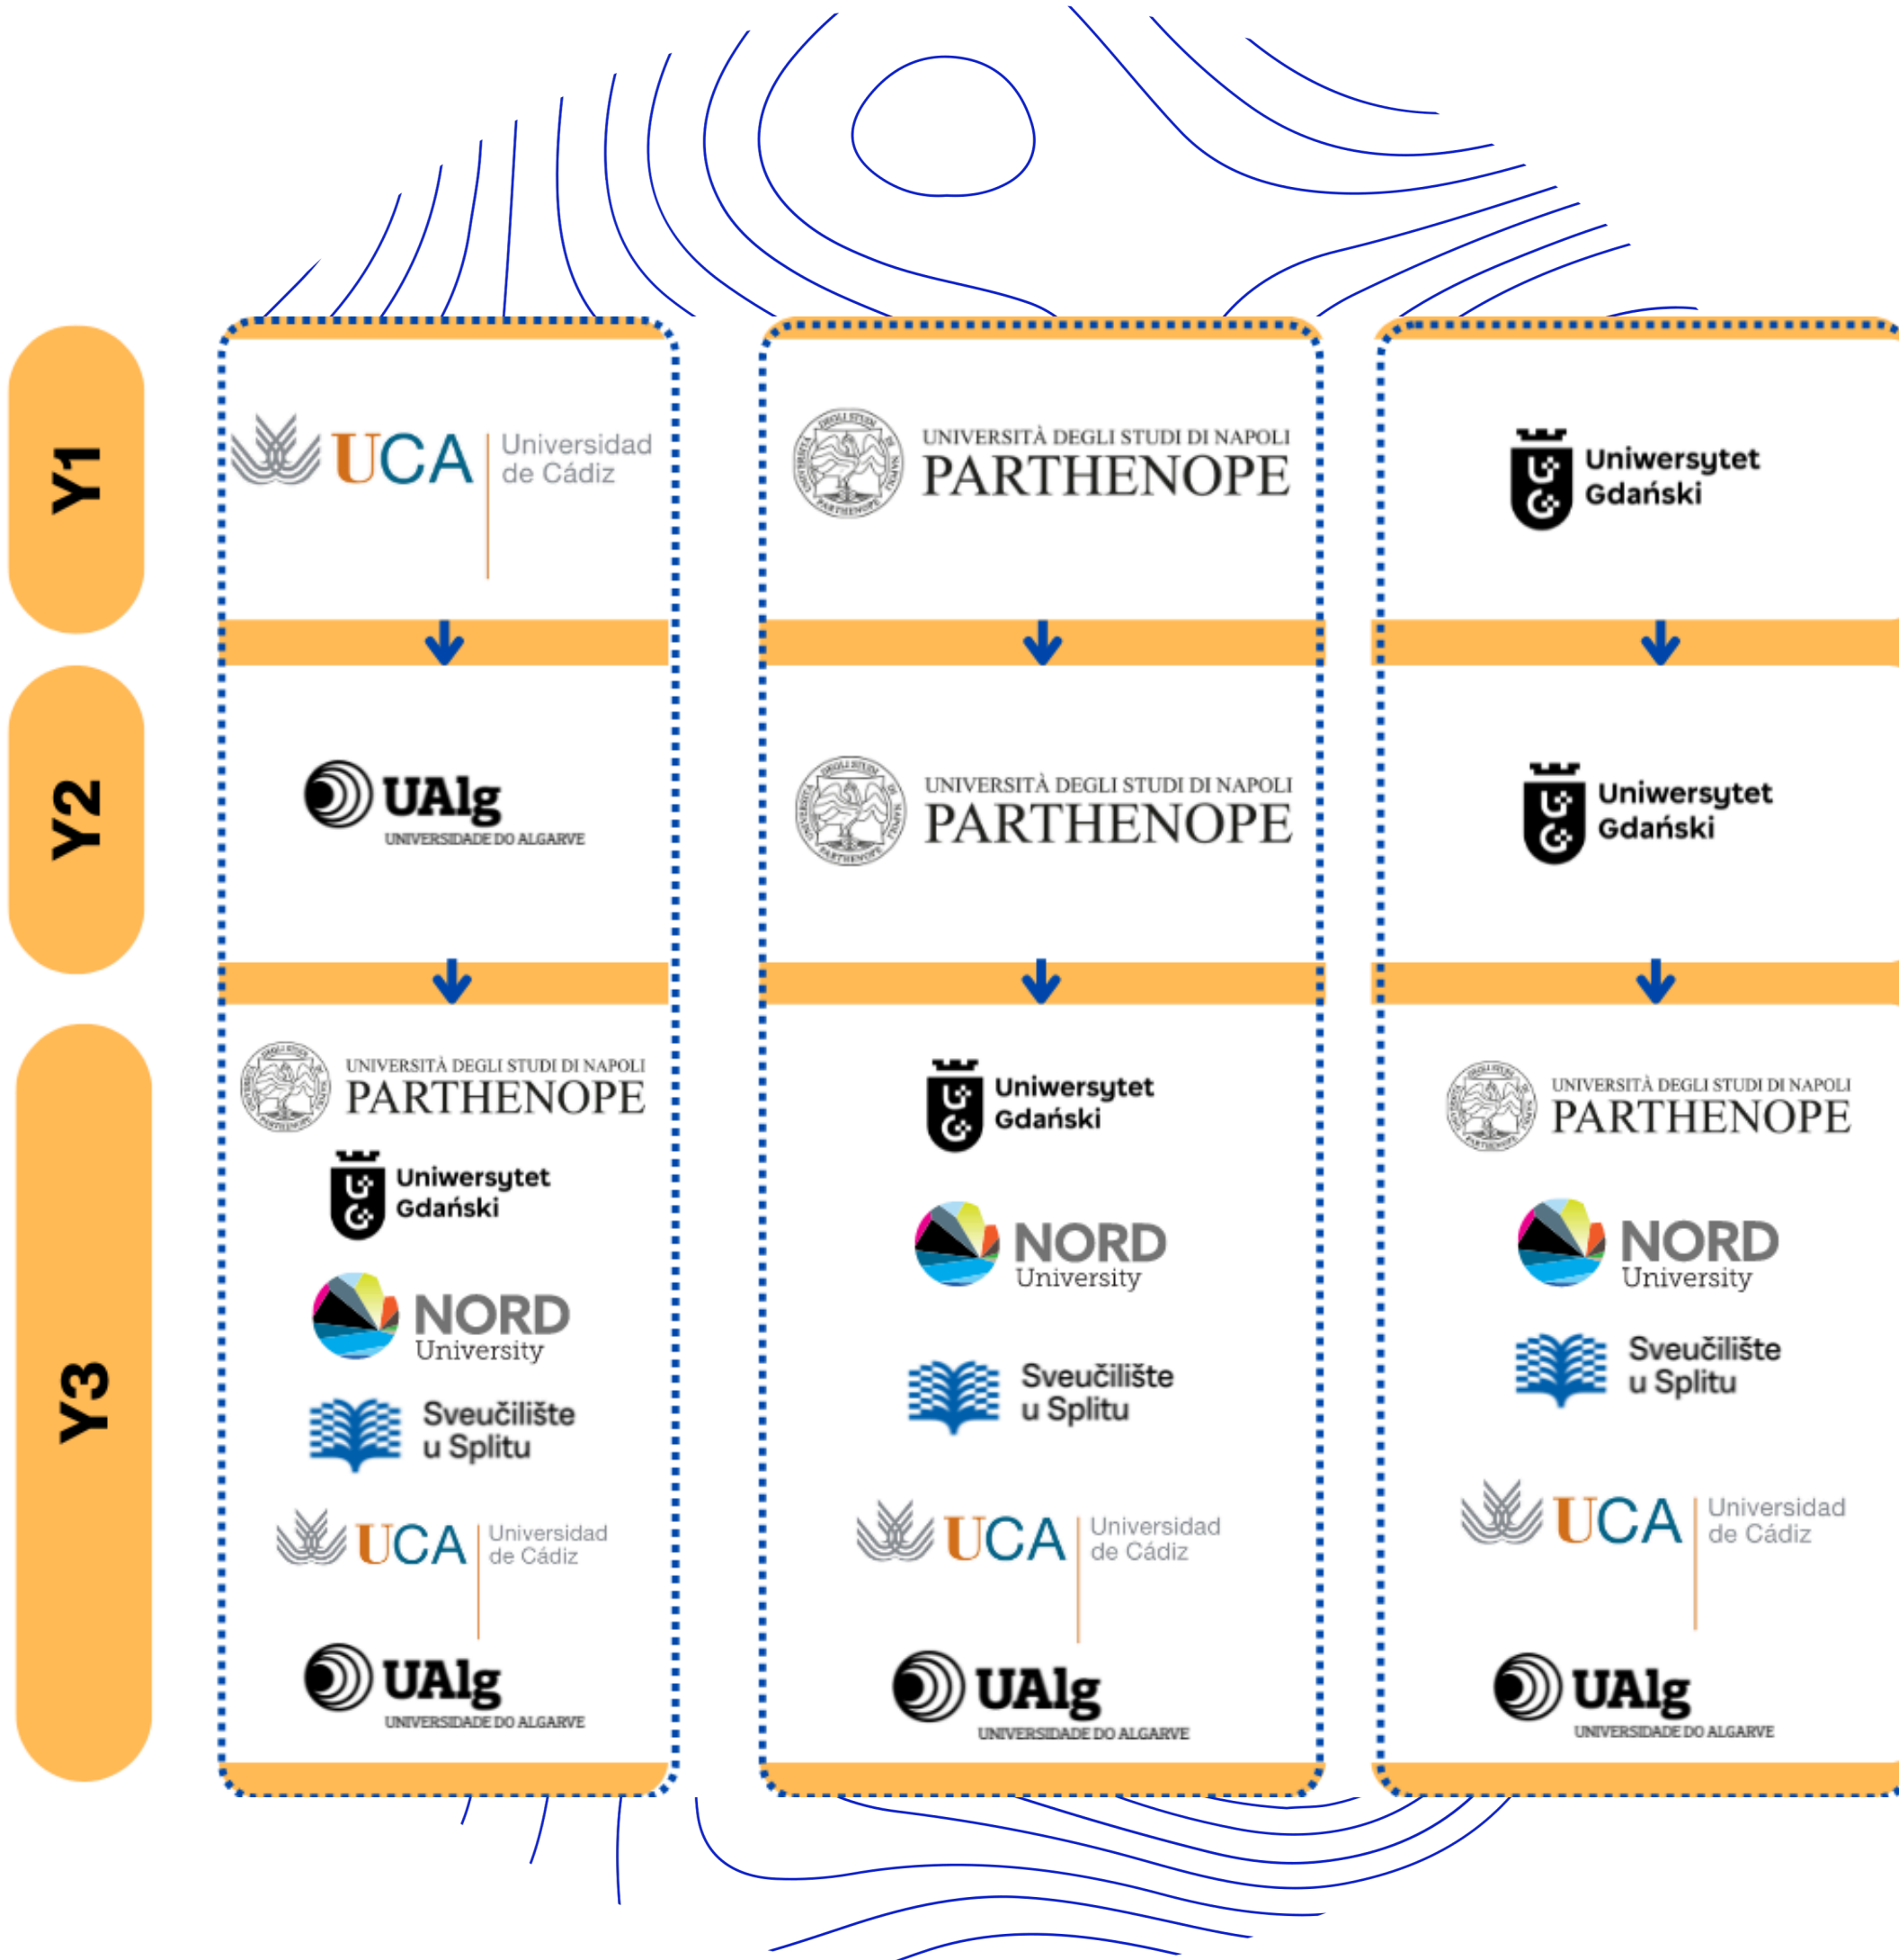 Y1
UCA
Universidad
de Cádiz
UNIVERSITÀ DEGLI STUDI DI NAPOLI
PARTHENOPE
Uniwersytet
Gdański
Y2
UAlg
UNIVERSIDADE DO ALGARVE
UNIVERSITÀ DEGLI STUDI DI NAPOLI
PARTHENOPE
Uniwersytet
Gdański
Y3
UNIVERSITÀ DEGLI STUDI DI NAPOLI
PARTHENOPE
Uniwersytet
Gdański
NORD
University
Sveučilište
u Splitu
UCA
Universidad
de Cádiz
UAlg
UNIVERSIDADE DO ALGARVE
Uniwersytet
Gdański
NORD
University
Sveučilište
u Splitu
UCA
Universidad
de Cádiz
UAlg
UNIVERSIDADE DO ALGARVE
UNIVERSITÀ DEGLI STUDI DI NAPOLI
PARTHENOPE
NORD
University
Sveučilište
u Splitu
UCA
Universidad
de Cádiz
UAlg
UNIVERSIDADE DO ALGARVE